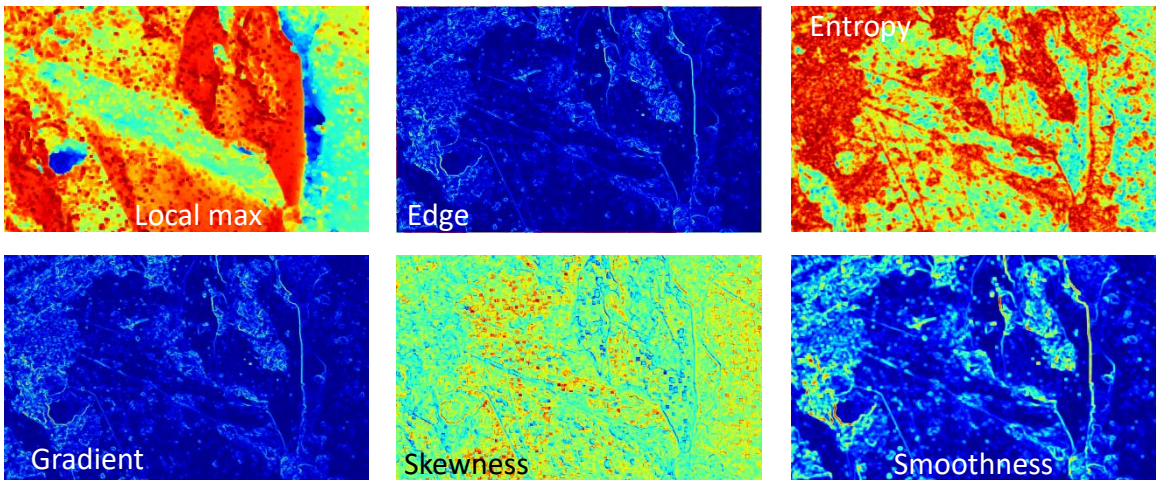 Local max
Edge
Entropy
Gradient
Skewness
Smoothness